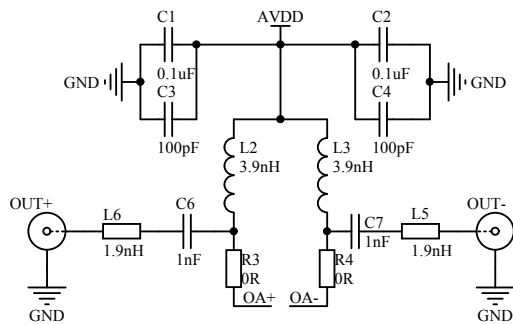 C1
AVDD
C2
0.1uF
0.1uF
GND
C3
C4
GND
100pF
100pF
L2
L3
3.9nH
3.9nH
OUT+
L6
C6
C7
L5
OUT-
1.9nH
1nF
1nF
1.9nH
R3
R4
0R
0R
GND
OA+
OA-
GND